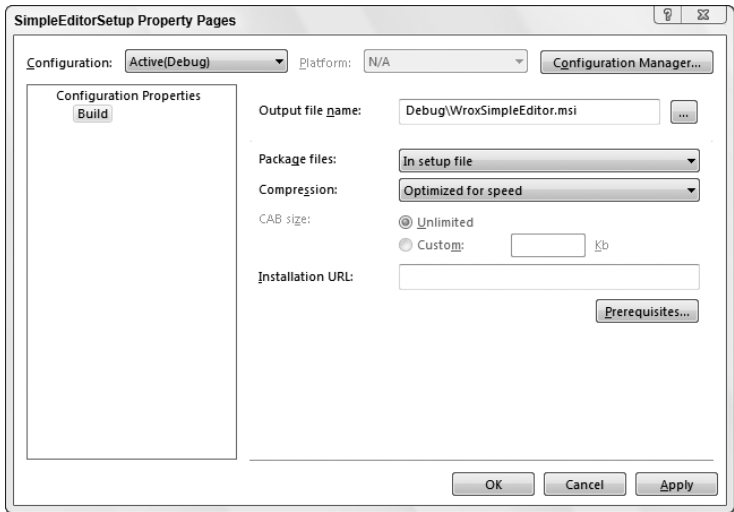 SimpleEditorSetup Property Pages
Configuration: Active(Debug) Platform: N/A Configuration Manager...
Configuration Properties
Build
Output file name: Debug\WroxSimpleEditor.msi ...
Package files: In setup file
Compression: Optimized for speed
CAB size: Unlimited
Custom: Kb
Installation URL:
Prerequisites...
OK Cancel Apply